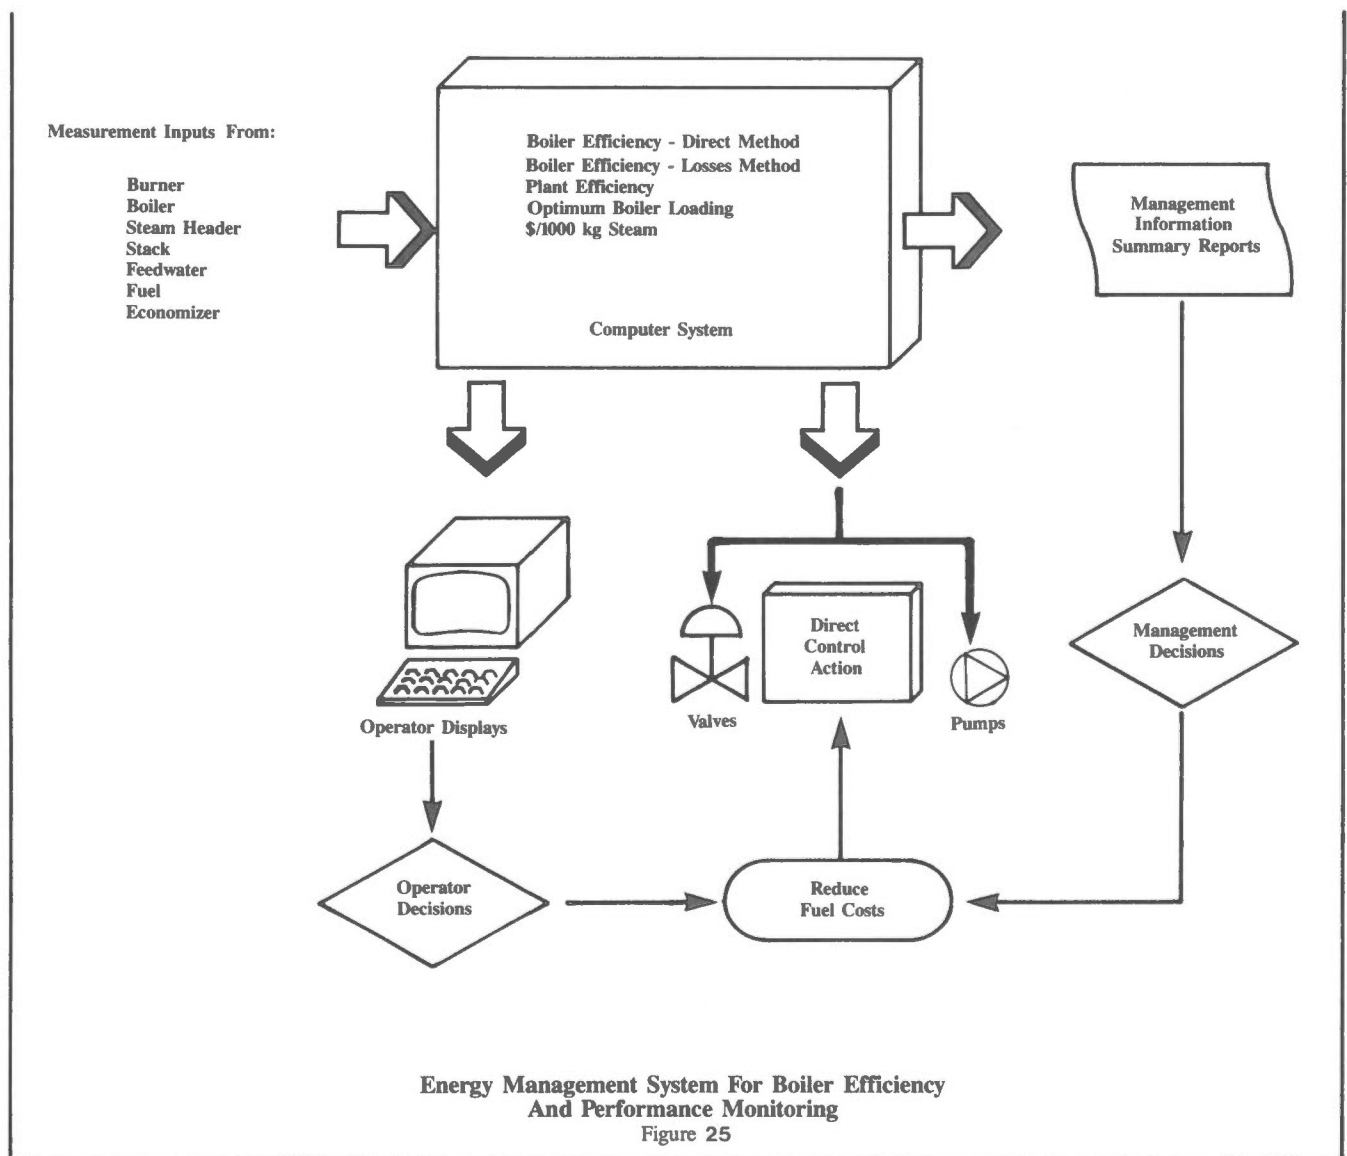 Measurement Inputs From:
Burner
Boiler
Steam Header
Stack
Feedwater
Fuel
Economizer
Boiler Efficiency - Direct Method
Boiler Efficiency - Losses Method
Plant Efficiency
Optimum Boiler Loading
$/1000 kg Steam
Computer System
Management
Information
Summary Reports
Operator Displays
Valves
Direct
Control
Action
Pumps
Management
Decisions
Operator
Decisions
Reduce
Fuel Costs
Energy Management System For Boiler Efficiency
And Performance Monitoring
Figure 25